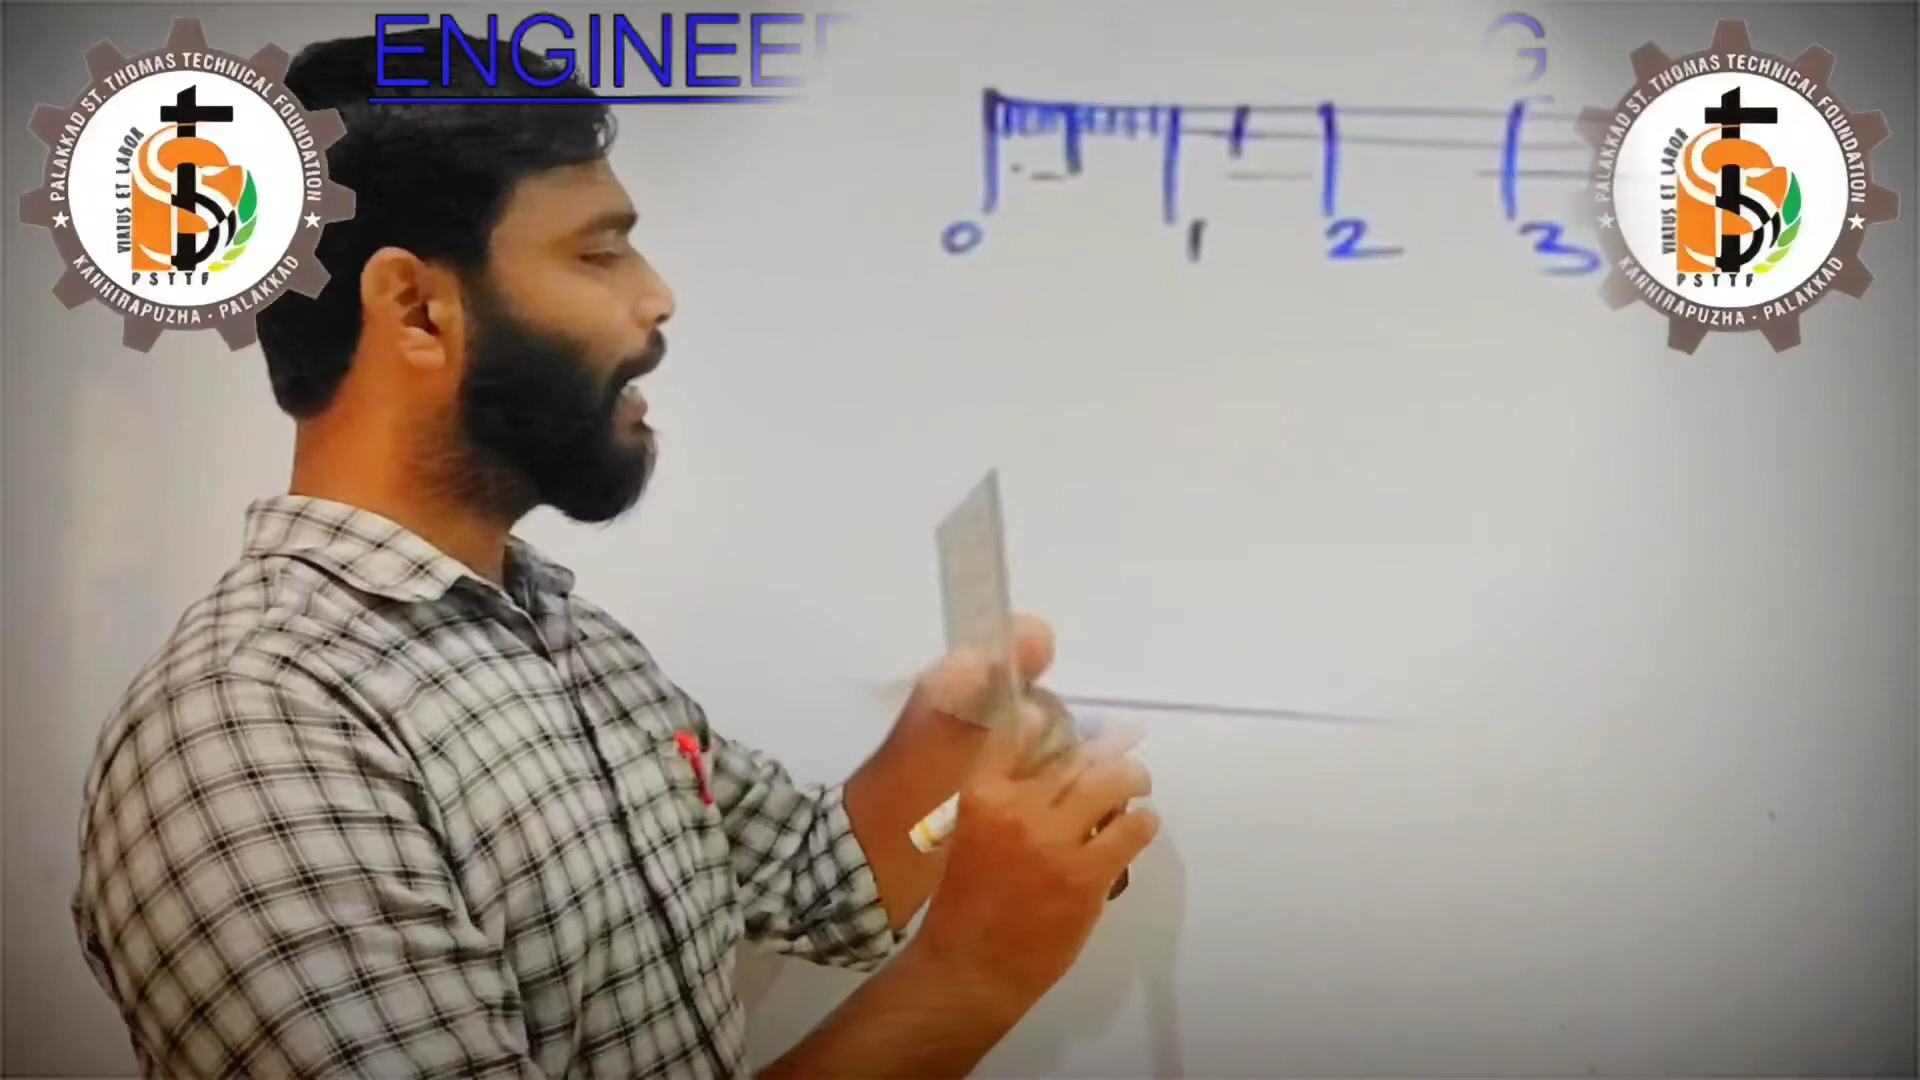 ENGINEE
G
PALAKKAD ST. THOMAS TECHNICAL FOUNDATION
VIRTUS ET LABOR
PSTTF
KANHIRAPUZHA - PALAKKAD
0 1 2 3
PALAKKAD ST. THOMAS TECHNICAL FOUNDATION
VIRTUS ET LABOR
PSTTF
KANHIRAPUZHA - PALAKKAD